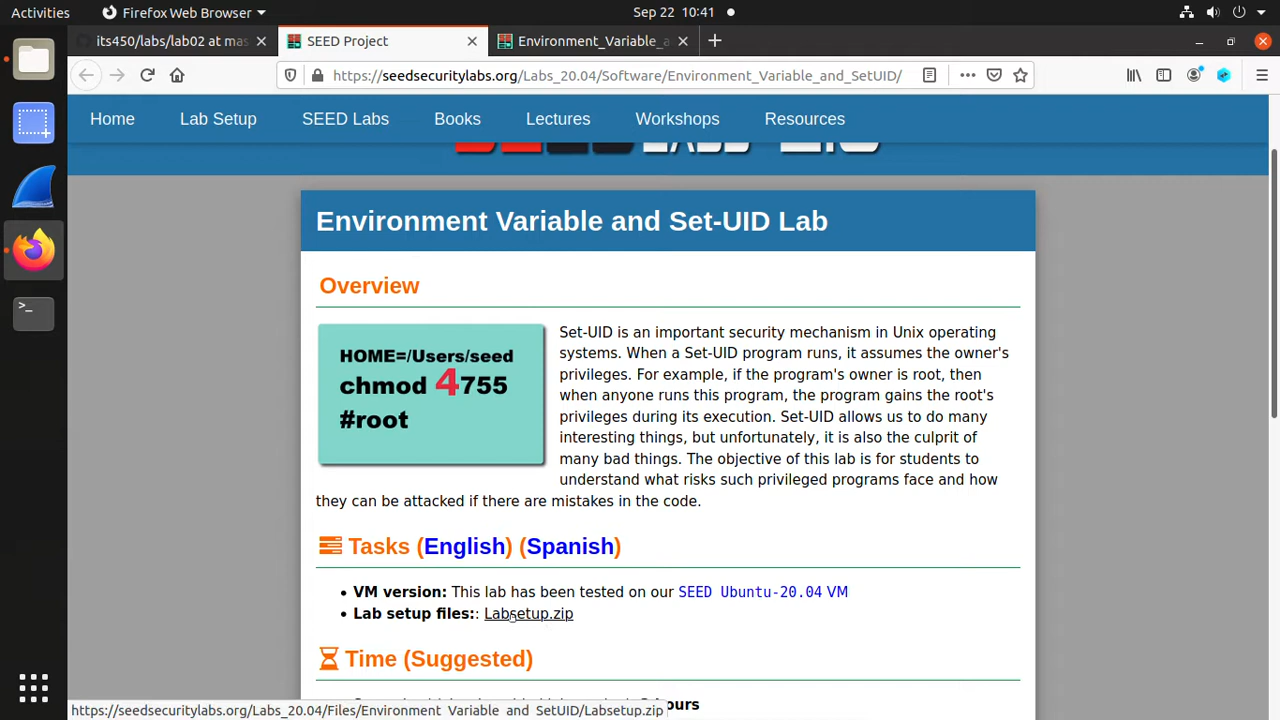 Activities
Firefox Web Browser
Sep 22 10:41
its450/labs/lab02 at mas
SEED Project
Environment_Variable_a
https://seedsecuritylabs.org/Labs_20.04/Software/Environment_Variable_and_SetUID/
Home
Lab Setup
SEED Labs
Books
Lectures
Workshops
Resources
Environment Variable and Set-UID Lab
Overview
HOME=/Users/seed
chmod 4755
#root
Set-UID is an important security mechanism in Unix operating
systems. When a Set-UID program runs, it assumes the owner's
privileges. For example, if the program's owner is root, then
when anyone runs this program, the program gains the root's
privileges during its execution. Set-UID allows us to do many
interesting things, but unfortunately, it is also the culprit of
many bad things. The objective of this lab is for students to
understand what risks such privileged programs face and how
they can be attacked if there are mistakes in the code.
Tasks (English) (Spanish)
VM version: This lab has been tested on our SEED Ubuntu-20.04 VM
Lab setup files:: Labsetup.zip
Time (Suggested)
hours
https://seedsecuritylabs.org/Labs_20.04/Files/Environment_Variable_and_SetUID/Labsetup.zip